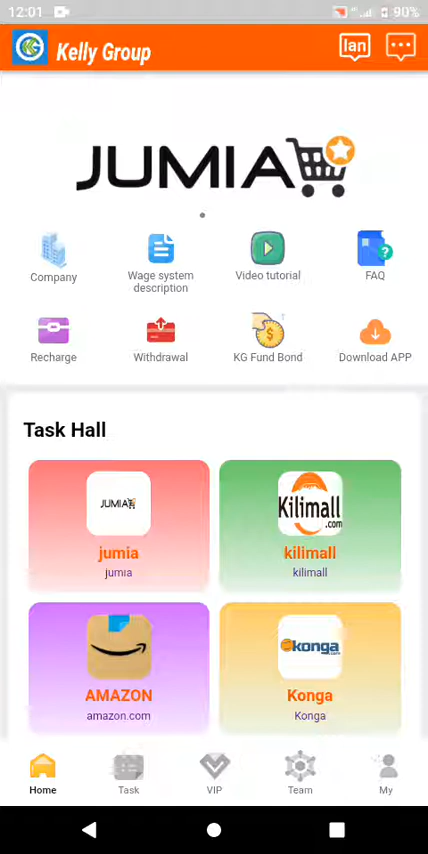 12:01
90%
Kelly Group
lan
JUMIA
Company
Wage system
description
Video tutorial
FAQ
Recharge
Withdrawal
KG Fund Bond
Download APP
Task Hall
JUMIA
jumia
jumia
Kilimall
.com
kilimall
kilimall
AMAZON
amazon.com
konga
.com
Konga
Konga
Home
Task
VIP
Team
My